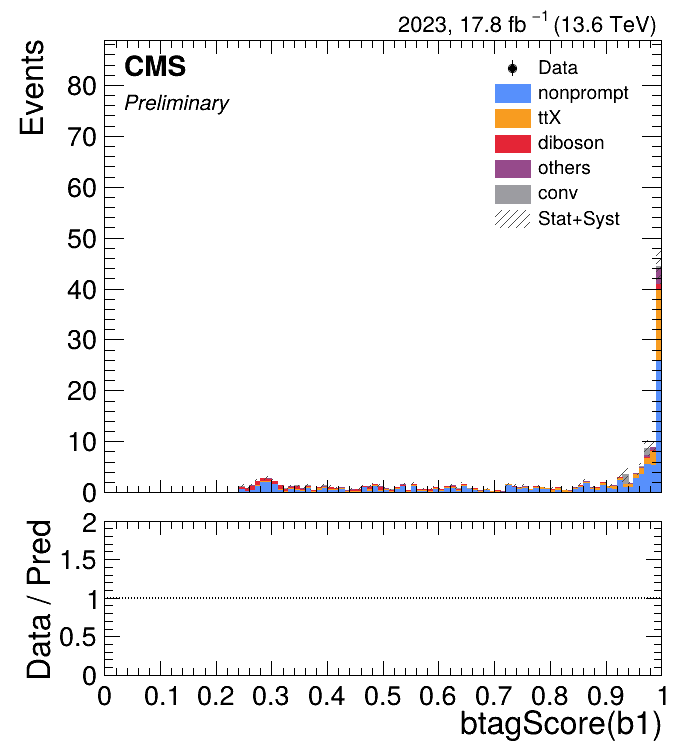 2023, 17.8 fb⁻¹ (13.6 TeV)
CMS
Preliminary
Data
nonprompt
ttX
diboson
others
conv
Stat+Syst
Events
80
70
60
50
40
30
20
10
0
Data / Pred
2
1.5
1
0.5
0
0 0.1 0.2 0.3 0.4 0.5 0.6 0.7 0.8 0.9 1
btagScore(b1)